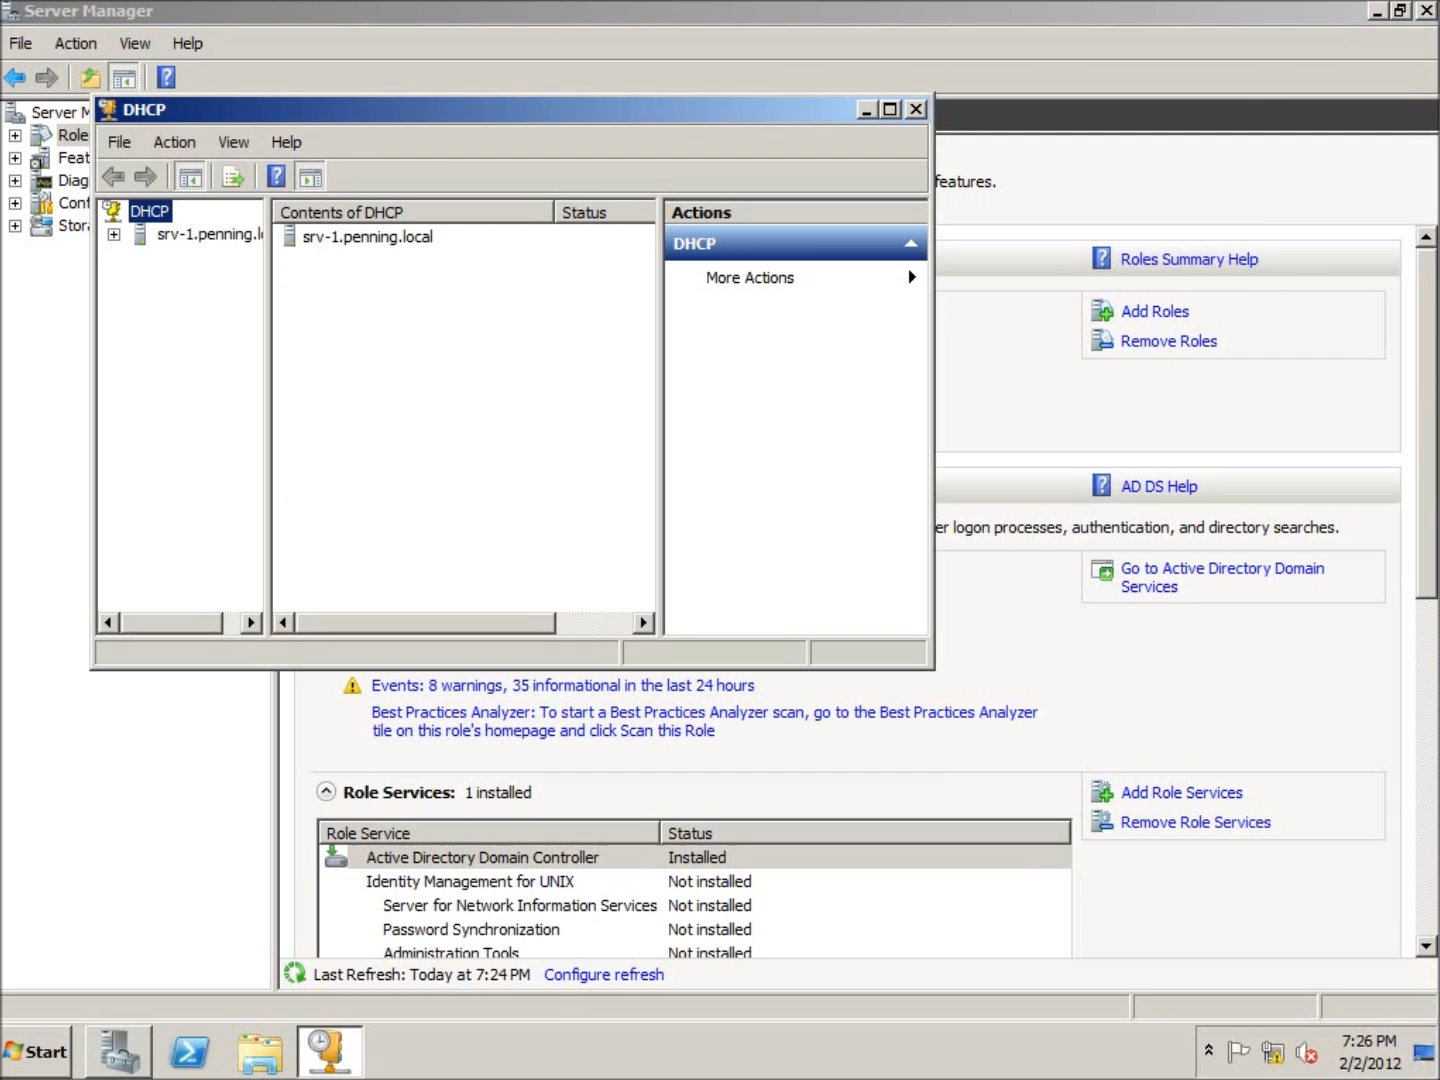 Server Manager
File Action View Help
Server M
DHCP
Role
File Action View Help
Feat
Diag
features.
Conf
DHCP
Contents of DHCP Status
Actions
Stora
srv-1.penning.l
srv-1.penning.local
DHCP
Roles Summary Help
More Actions
Add Roles
Remove Roles
AD DS Help
er logon processes, authentication, and directory searches.
Go to Active Directory Domain
Services
Events: 8 warnings, 35 informational in the last 24 hours
Best Practices Analyzer: To start a Best Practices Analyzer scan, go to the Best Practices Analyzer
tile on this role's homepage and click Scan this Role
Role Services: 1 installed
Add Role Services
Remove Role Services
Role Service Status
Active Directory Domain Controller Installed
Identity Management for UNIX Not installed
Server for Network Information Services Not installed
Password Synchronization Not installed
Administration Tools Not installed
Last Refresh: Today at 7:24 PM Configure refresh
Start
7:26 PM
2/2/2012